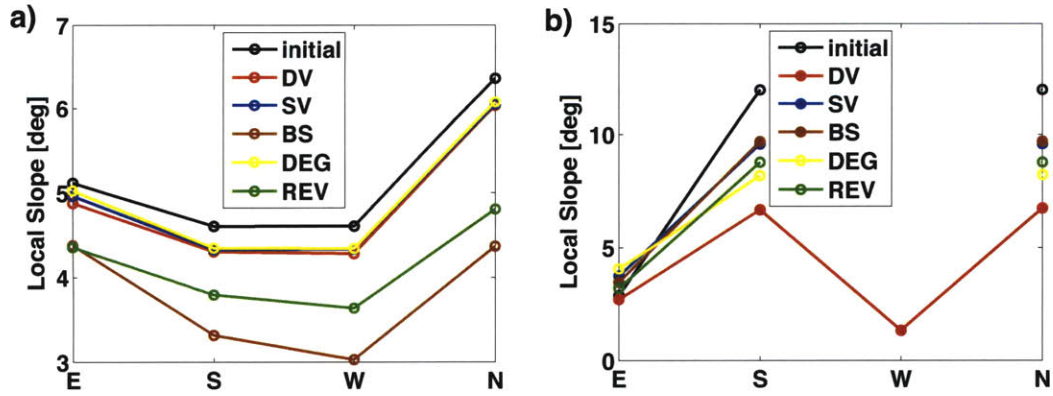 a)
7
6
5
4
3
Local Slope [deg]
initial
DV
SV
BS
DEG
REV
E S W N
b)
15
10
5
0
Local Slope [deg]
initial
DV
SV
BS
DEG
REV
E S W N